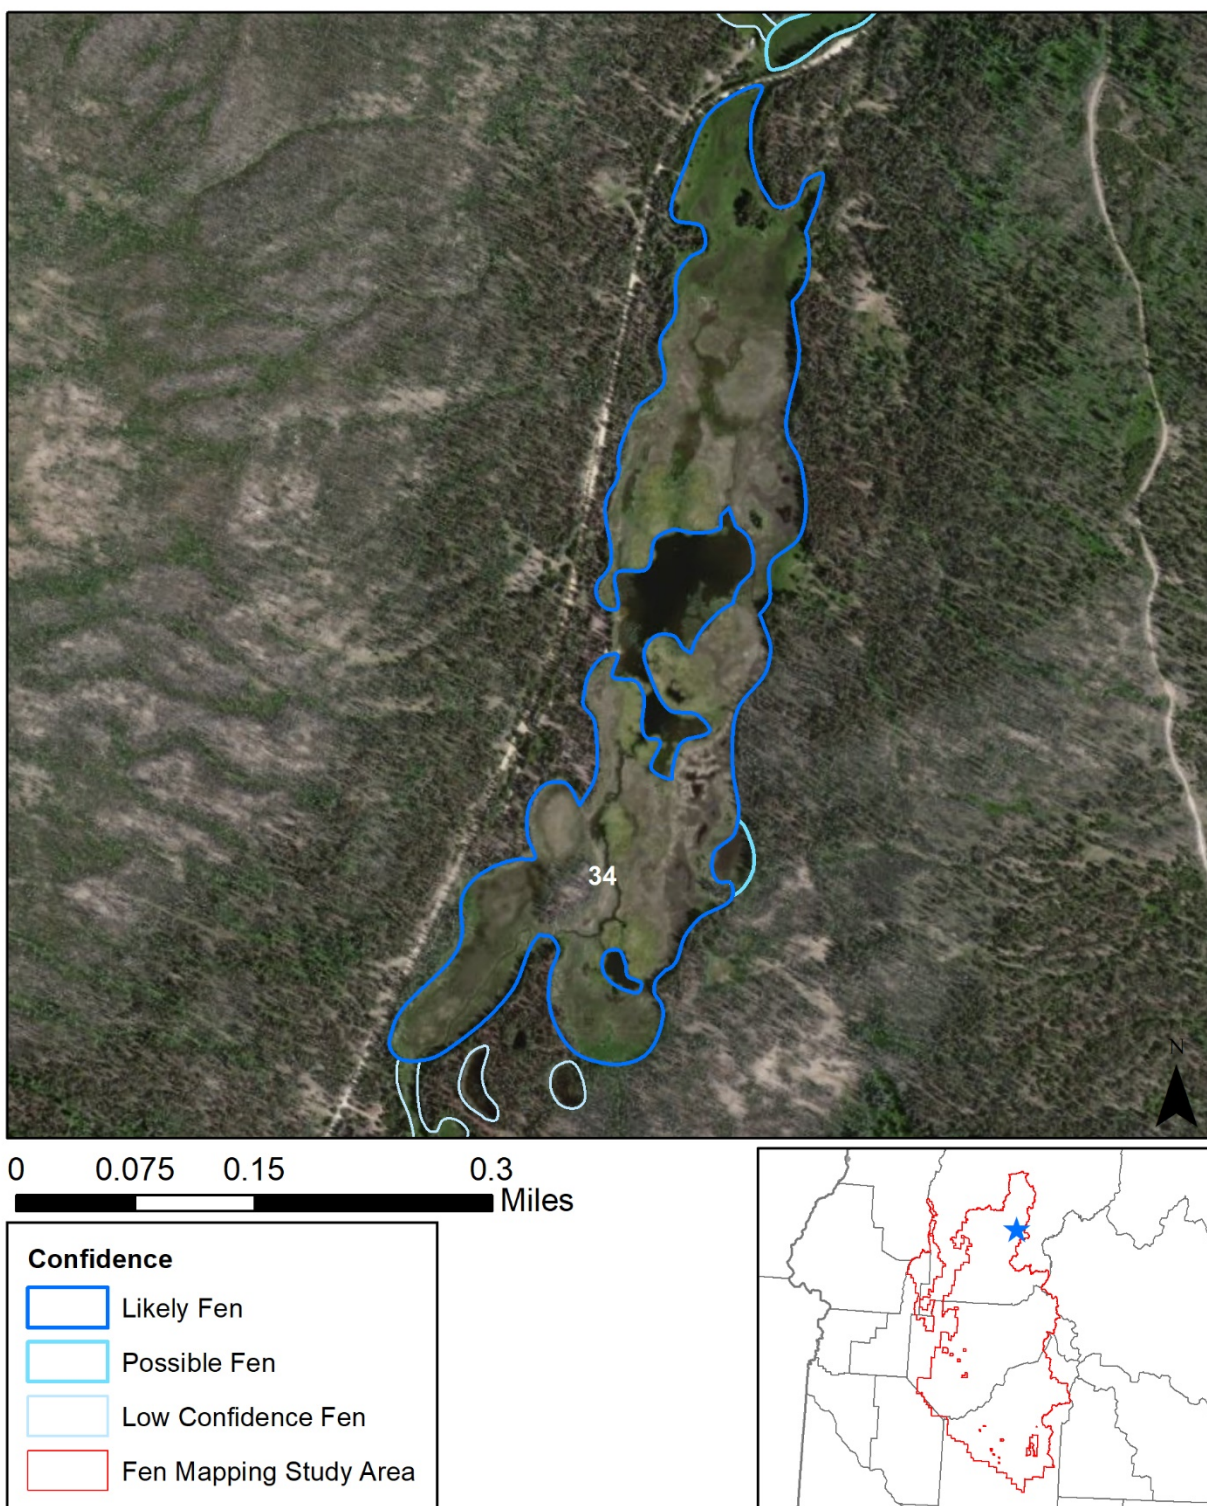 34
N
0 0.075 0.15 0.3
Miles
Confidence
Likely Fen
Possible Fen
Low Confidence Fen
Fen Mapping Study Area